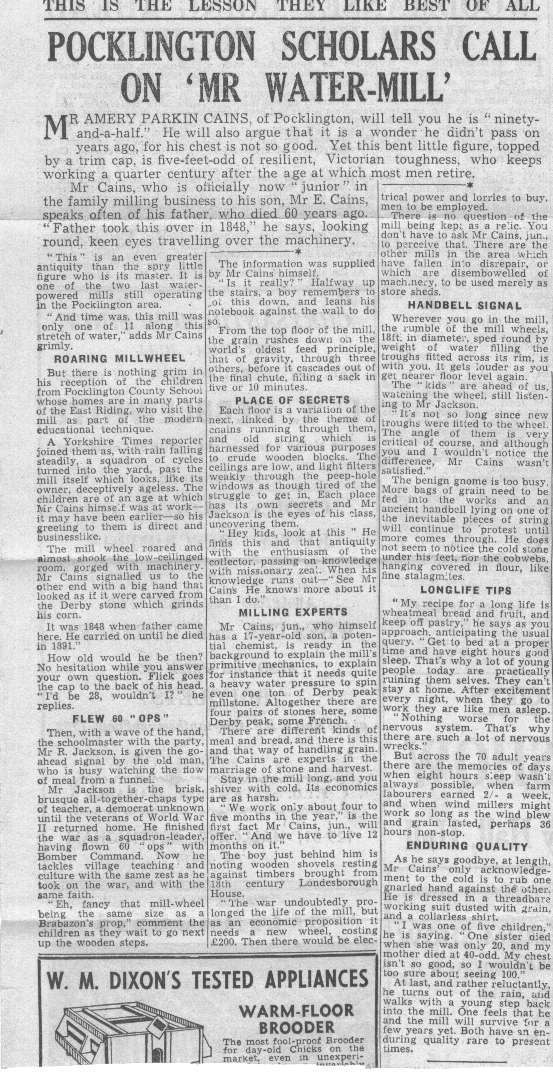 THIS IS THE LESSON THEY LIKE BEST OF ALL
POCKLINGTON SCHOLARS CALL
ON 'MR WATER-MILL'
MR AMERY PARKIN CAINS, of Pocklington, will tell you he is "ninety-
and-a-half." He will also argue that it is a wonder he didn't pass on
years ago, for his chest is not so good. Yet this bent little figure, topped
by a trim cap, is five-feet-odd of resilient, Victorian toughness, who keeps
working a quarter century after the age at which most men retire.
Mr Cains, who is officially now "junior" in
the family milling business to his son, Mr E. Cains,
speaks often of his father, who died 60 years ago.
"Father took this over in 1848," he says, looking
round, keen eyes travelling over the machinery.
"This" is an even greater
antiquity than the spry little
figure who is its master. It is
one of the two last water-
powered mills still operating
in the Pocklington area.
"And time was, this mill was
only one of 11 along this
stretch of water," adds Mr Cains
grimly.
ROARING MILLWHEEL
But there is nothing grim in
his reception of the children
from Pocklington County School
whose homes are in many parts
of the East Riding, who visit the
mill as part of the modern
educational technique.
A Yorkshire Times reporter
joined them as, with rain falling
steadily, a squadron of cycles
turned into the yard, past the
mill itself which looks, like its
owner, deceptively ageless. The
children are of an age at which
Mr Cains himself was at work—
it may have been earlier—so his
greeting to them is direct and
businesslike.
The mill wheel roared and
almost shook the low-ceilinged
room, gorged with machinery.
Mr Cains signalled us to the
other end with a big hand that
looked as if it were carved from
the Derby stone which grinds
his corn.
It was 1848 when father came
here. He carried on until he died
in 1891."
How old would he be then?
No hesitation while you answer
your own question. Flick goes
the cap to the back of his head.
"I'd be 28, wouldn't I?" he
replies.
FLEW 60 "OPS"
Then, with a wave of the hand,
the schoolmaster with the party,
Mr R. Jackson, is given the go-
ahead signal by the old man,
who is busy watching the flow
of meal from a funnel.
Mr Jackson is the brisk,
brusque all-together-chaps type
of teacher, a democrat unknown
until the veterans of World War
II returned home. He finished
the war as a squadron-leader,
having flown 60 "ops" with
Bomber Command. Now he
tackles village teaching and
culture with the same zest as he
took on the war, and with the
same faith.
"Eh, fancy that mill-wheel
being the same size as a
Brabazon's prop," comment the
children as they wait to go next
up the wooden steps.
*
The information was supplied
by Mr Cains himself.
"Is it really?" Halfway up
the stairs, a boy remembers to
jot this down, and leans his
notebook against the wall to do
so.
From the top floor of the mill,
the grain rushes down on the
world's oldest feed principle,
that of gravity, through three
others, before it cascades out of
the final chute, filling a sack in
five or 10 minutes.
PLACE OF SECRETS
Each floor is a variation of the
next, linked by the theme of
chains running through them,
and old string which is
harnessed for various purposes
to crude wooden blocks. The
ceilings are low, and light filters
weakly through the peep-hole
windows as though tired of the
struggle to get in. Each place
has its own secrets and Mr
Jackson is the eyes of his class,
uncovering them.
"Hey kids, look at this" He
finds this and that antiquity
with the enthusiasm of the
collector, passing on knowledge
with missionary zeal. When his
knowledge runs out—"See Mr
Cains He knows more about it
than I do."
MILLING EXPERTS
Mr Cains, jun., who himself
has a 17-year-old son, a poten-
tial chemist, is ready in the
background to explain the mill's
primitive mechanics, to explain
for instance that it needs quite
a heavy water pressure to spin
even one ton of Derby peak
millstone. Altogether there are
four pairs of stones here, some
Derby peak, some French.
There are different kinds of
meal and bread, and there is this
and that way of handling grain.
The Cains are experts in the
marriage of stone and harvest.
Stay in the mill long, and you
shiver with cold. Its economics
are as harsh.
"We work only about four to
five months in the year," is the
first fact Mr Cains, jun., will
offer. "And we have to live 12
months on it."
The boy just behind him is
noting wooden shovels resting
against timbers brought from
18th century Londesborough
House.
"The war undoubtedly pro-
longed the life of the mill, but
as an economic proposition it
needs a new wheel, costing
£200. Then there would be elec-
*
trical power and lorries to buy,
men to be employed.
There is no question of the
mill being kept as a relic. You
don't have to ask Mr Cains, jun.,
to perceive that. There are the
other mills in the area which
have fallen into disrepair, or
which are disembowelled of
machinery, to be used merely as
store sheds.
HANDBELL SIGNAL
Wherever you go in the mill,
the rumble of the mill wheels,
18ft. in diameter, sped round by
weight of water filling the
troughs fitted across its rim, is
with you. It gets louder as you
get nearer floor level again.
The "kids" are ahead of us,
watching the wheel, still listen-
ing to Mr Jackson.
"It's not so long since new
troughs were fitted to the wheel.
The angle of them is very
critical of course, and although
you and I wouldn't notice the
difference, Mr Cains wasn't
satisfied."
The benign gnome is too busy.
More bags of grain need to be
fed into the works and an
ancient handbell lying on one of
the inevitable pieces of string
will continue to protest until
more comes through. He does
not seem to notice the cold stone
under his feet, nor the cobwebs,
hanging covered in flour, like
fine stalagmites.
LONGLIFE TIPS
"My recipe for a long life is
wheatmeal bread and fruit, and
keep off pastry," he says as you
approach, anticipating the usual
query. "Get to bed at a proper
time and have eight hours good
sleep. That's why a lot of young
people today are practically
ruining themselves. They can't
stay at home. After excitement
every night, when they go to
work they are like men asleep.
"Nothing worse for the
nervous system. That's why
there are such a lot of nervous
wrecks."
But across the 70 adult years
there are the memories of days
when eight hours sleep wasn't
always possible, when farm
labourers earned 2/- a week,
and when wind millers might
work so long as the wind blew
and grain lasted, perhaps 36
hours non-stop.
ENDURING QUALITY
As he says goodbye, at length,
Mr Cains' only acknowledge-
ment to the cold is to rub one
gnarled hand against the other.
He is dressed in a threadbare
working suit dusted with grain,
and a collarless shirt.
"I was one of five children,"
he is saying. "One sister died
when she was only 20, and my
mother died at 40-odd. My chest
isn't so good, so I wouldn't be
too sure about seeing 100."
At last, and rather reluctantly,
he turns out of the rain, and
walks with a young step back
into the mill. One feels that he
and the mill will survive for a
few years yet. Both have an en-
during quality rare to present
times.
W. M. DIXON'S TESTED APPLIANCES
WARM-FLOOR
BROODER
The most fool-proof Brooder
for day-old Chicks on the
market, even in unexperi-